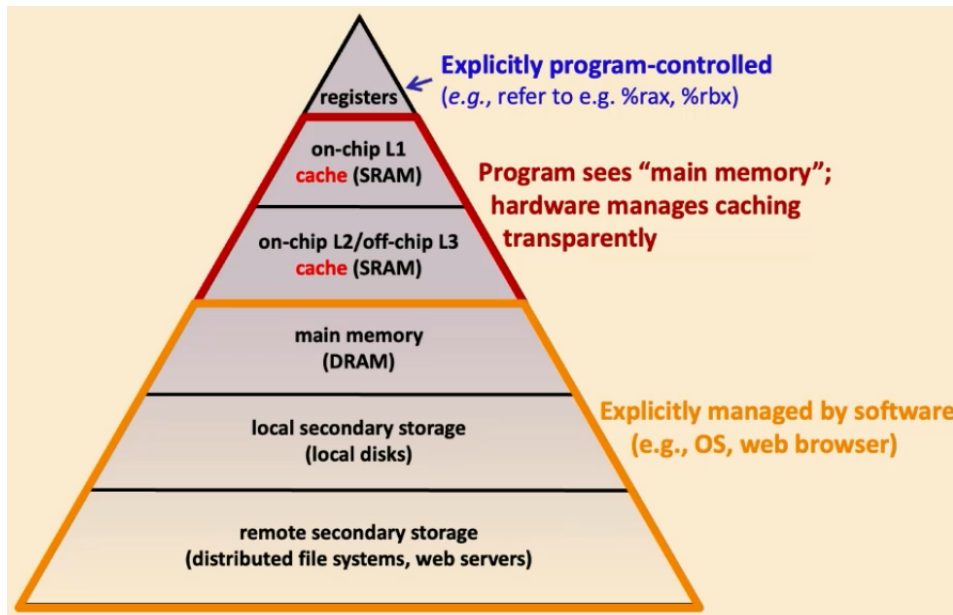 Explicitly program-controlled
(e.g., refer to e.g. %rax, %rbx)
registers
on-chip L1
cache (SRAM)
Program sees “main memory”;
hardware manages caching
transparently
on-chip L2/off-chip L3
cache (SRAM)
main memory
(DRAM)
Explicitly managed by software
(e.g., OS, web browser)
local secondary storage
(local disks)
remote secondary storage
(distributed file systems, web servers)